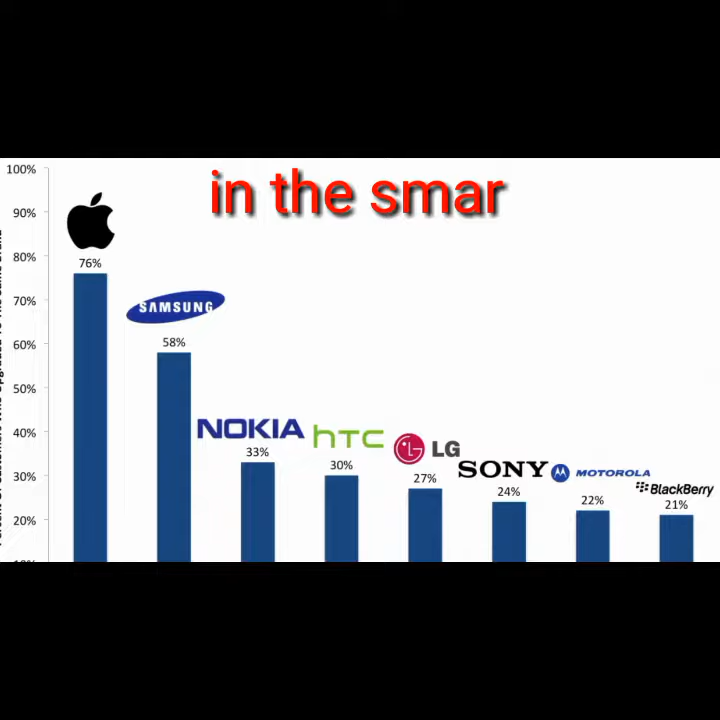 in the smar
100%
90%
80%
76%
70%
SAMSUNG
60%
58%
50%
40%
NOKIA
hTC
LG
33%
30%
30%
27%
SONY
MOTOROLA
24%
22%
BlackBerry
21%
20%